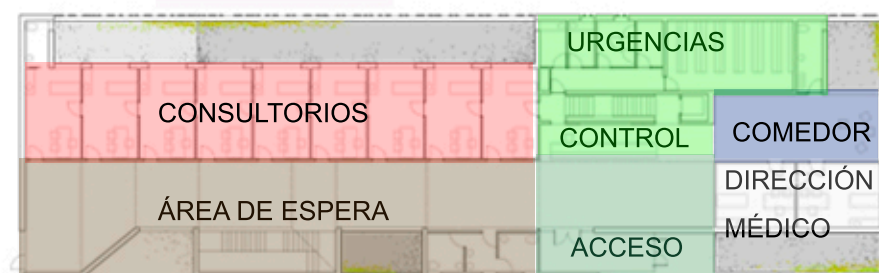 URGENCIAS
CONSULTORIOS
CONTROL
COMEDOR
DIRECCIÓN
MÉDICO
ÁREA DE ESPERA
ACCESO